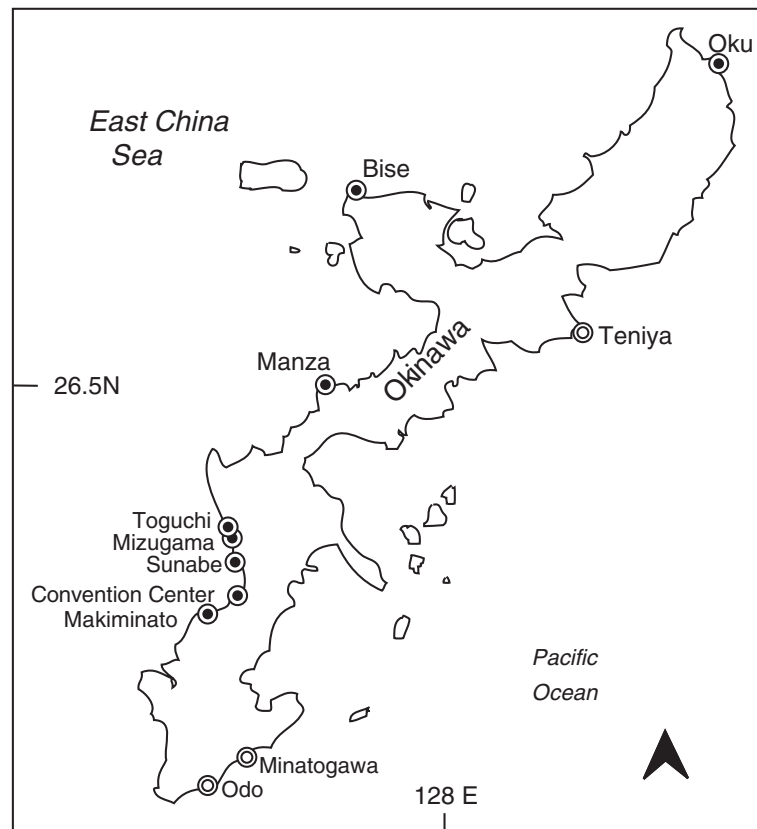 Oku
East China
Sea
Bise
Teniya
Okinawa
Manza
26.5N
Toguchi
Mizugama
Sunabe
Convention Center
Makiminato
Pacific
Ocean
Minatogawa
Odo
128 E